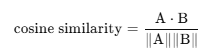 cosine similarity = A · B / ‖A‖‖B‖